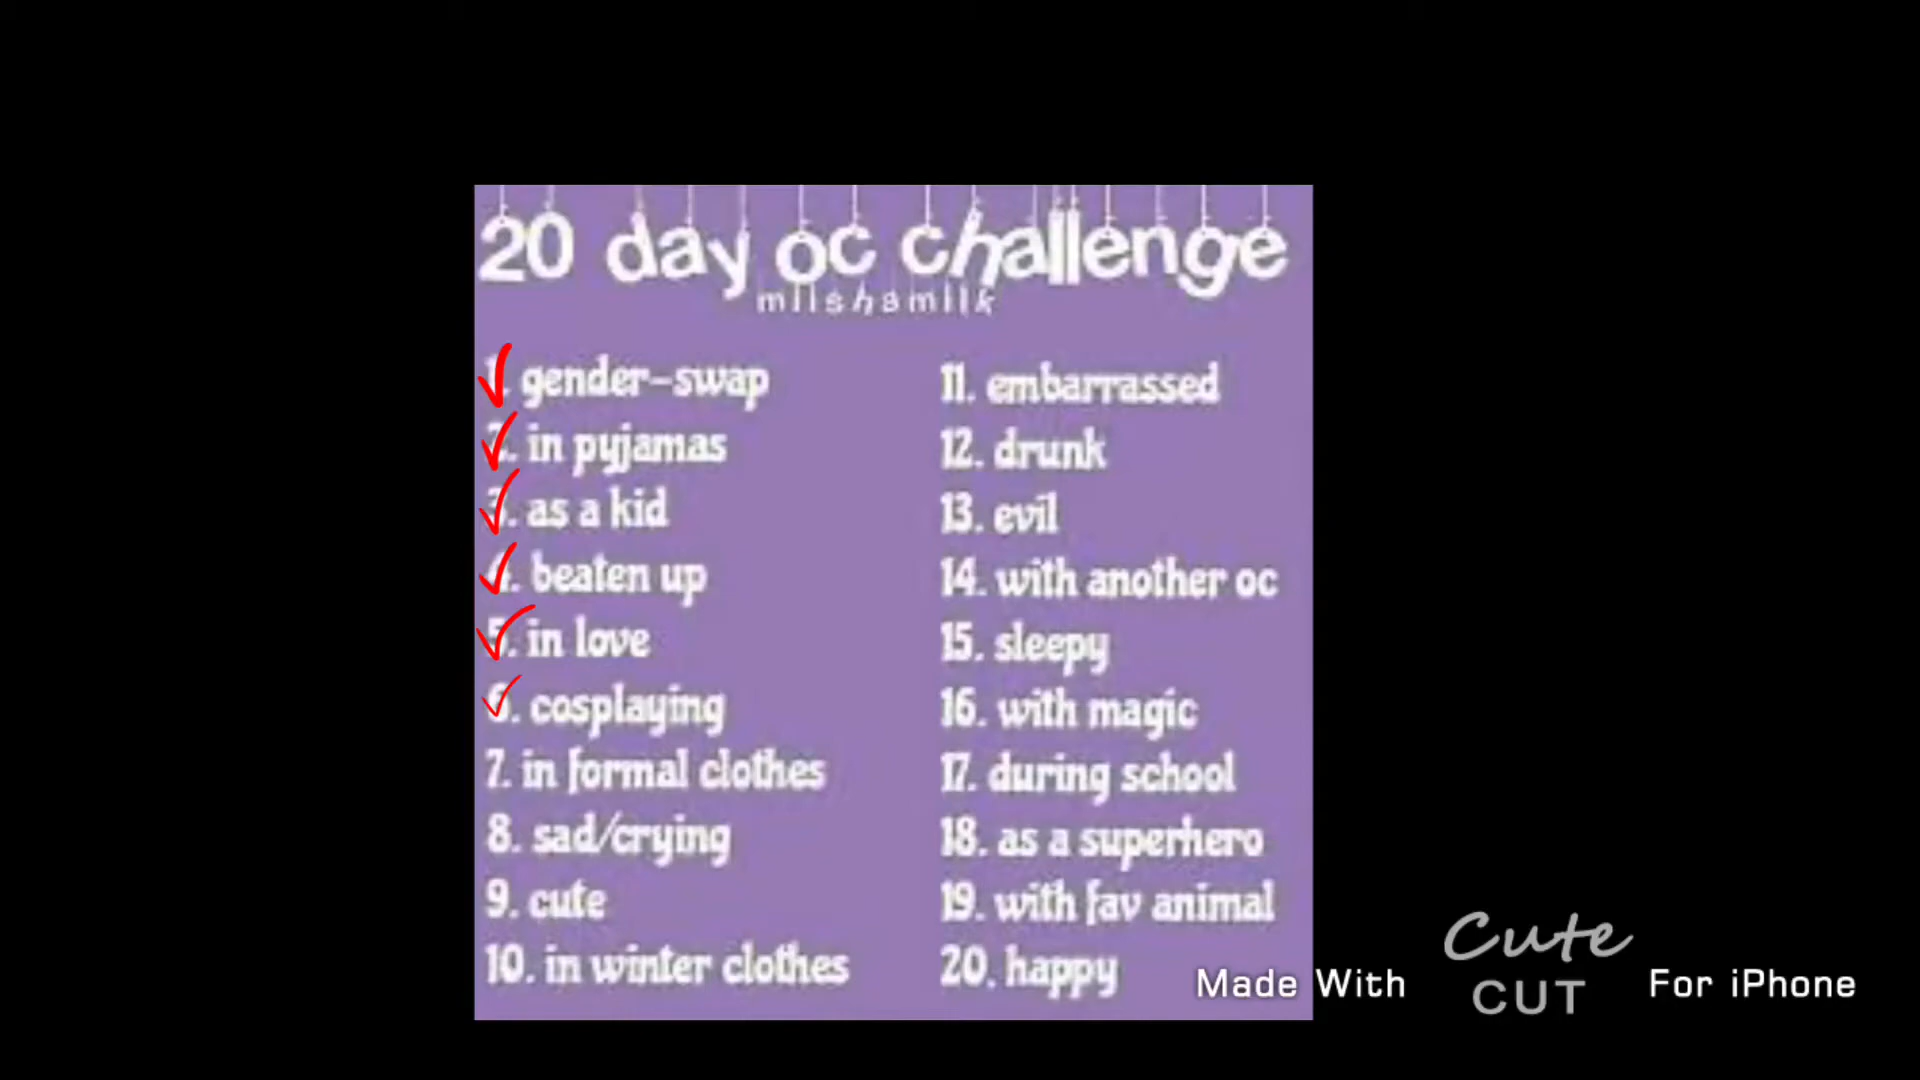 20 day oc challenge
miishamilk
1. gender-swap
2. in pyjamas
3. as a kid
4. beaten up
5. in love
6. cosplaying
7. in formal clothes
8. sad/crying
9. cute
10. in winter clothes
11. embarrassed
12. drunk
13. evil
14. with another oc
15. sleepy
16. with magic
17. during school
18. as a superhero
19. with fav animal
20. happy
Made With Cute CUT For iPhone